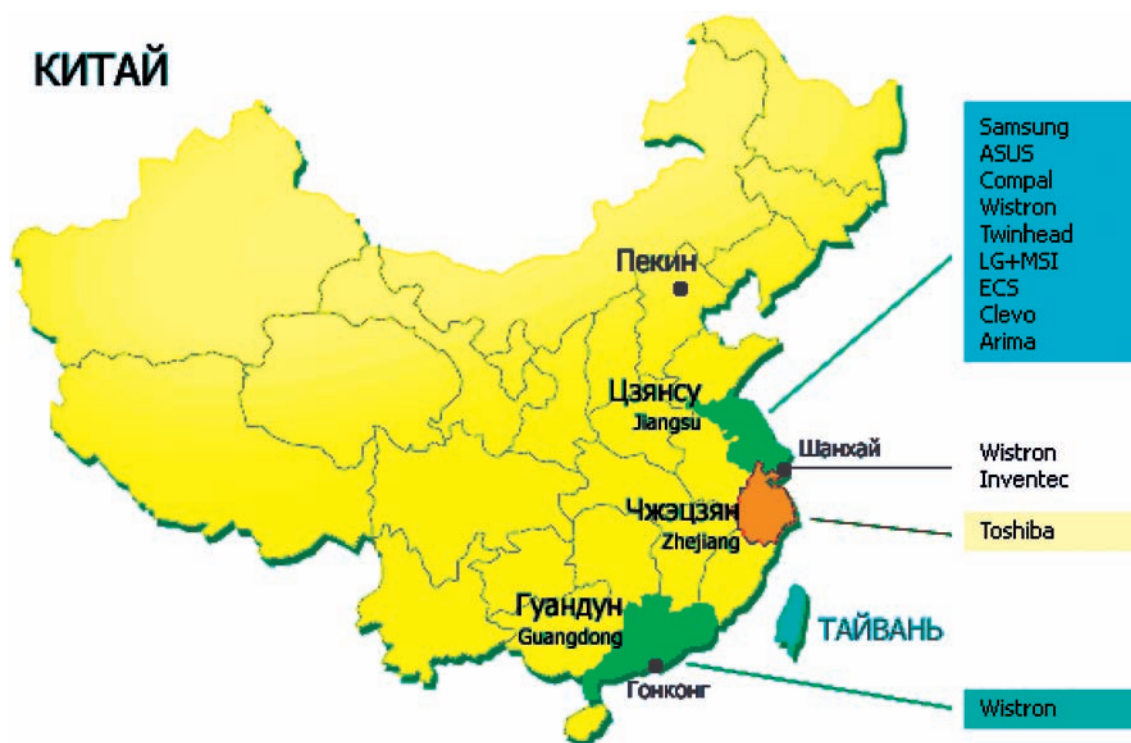 КИТАЙ
Samsung
ASUS
Compal
Wistron
Twinhead
LG+MSI
ECS
Clevo
Arima
Пекин
Цзянсу
Jiangsu
Шанхай
Wistron
Inventec
Чжэцзян
Zhejiang
Toshiba
Гуандун
Guangdong
ТАЙВАНЬ
Гонконг
Wistron